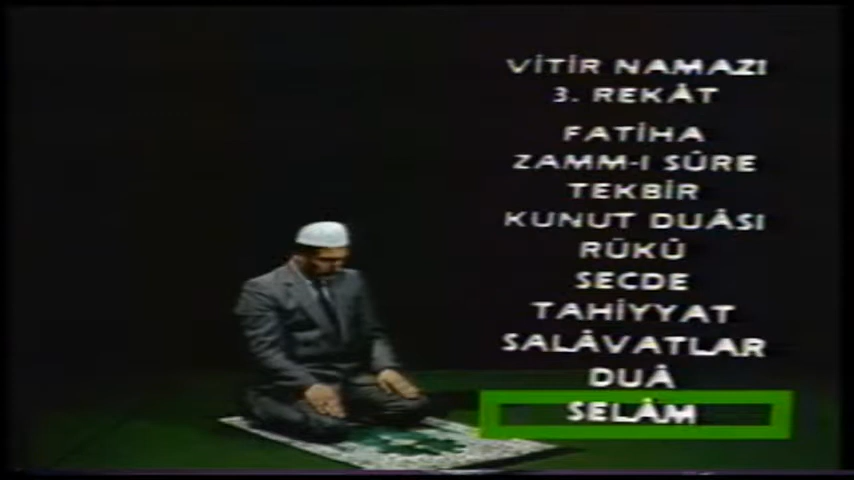 VİTİR NAMAZI
3. REKÂT
FATİHA
ZAMM-I SÛRE
TEKBİR
KUNUT DUÂSI
RÜKÛ
SECDE
TAHİYYAT
SALÂVATLAR
DUÂ
SELÂM